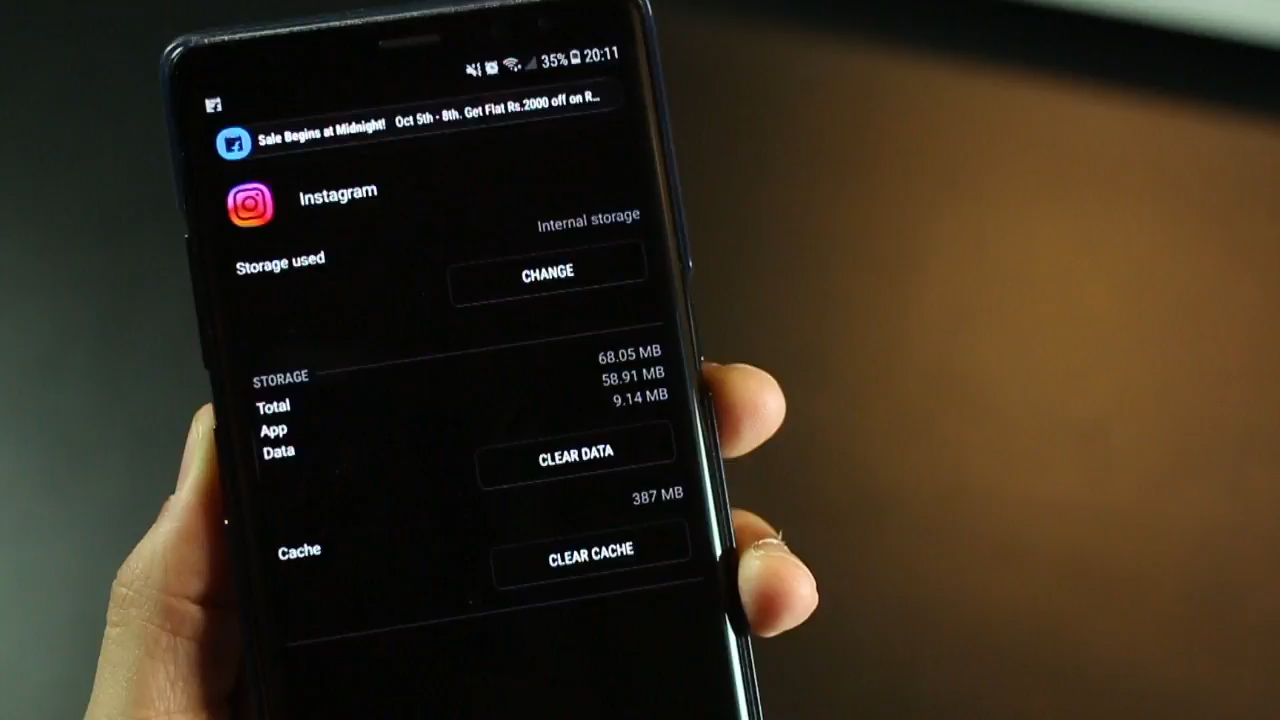 35% 20:11
Sale Begins at Midnight! Oct 5th - 8th. Get Flat Rs.2000 off on R...
Instagram
Internal storage
Storage used
CHANGE
STORAGE
Total 68.05 MB
App 58.91 MB
Data 9.14 MB
CLEAR DATA
387 MB
Cache
CLEAR CACHE